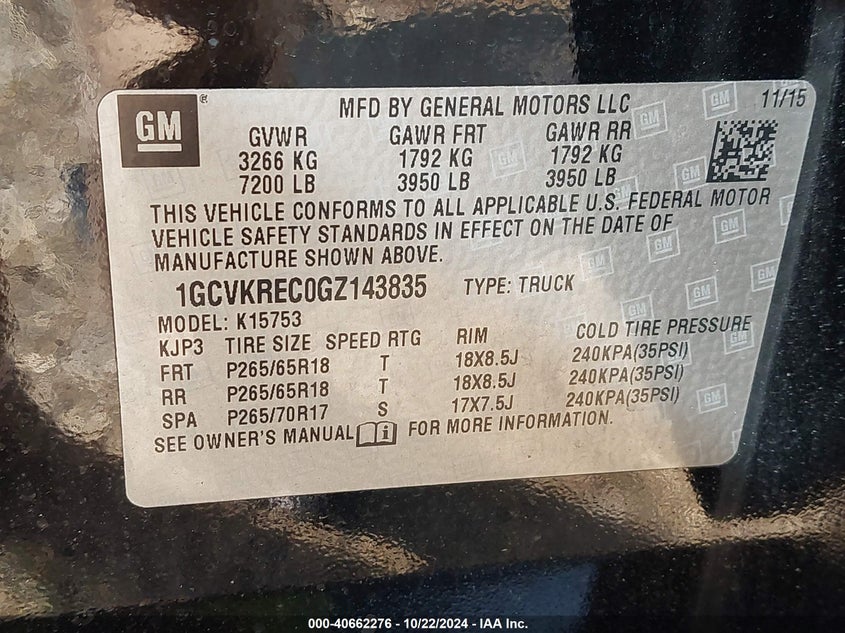 GM® MFD BY GENERAL MOTORS LLC 11/15
GVWR GAWR FRT GAWR RR
3266 KG 1792 KG 1792 KG
7200 LB 3950 LB 3950 LB
THIS VEHICLE CONFORMS TO ALL APPLICABLE U.S. FEDERAL MOTOR
VEHICLE SAFETY STANDARDS IN EFFECT ON THE DATE OF
MANUFACTURE SHOWN ABOVE.
1GCVKREC0GZ143835 TYPE: TRUCK
MODEL: K15753
KJP3 TIRE SIZE SPEED RTG RIM COLD TIRE PRESSURE
FRT P265/65R18 T 18X8.5J 240KPA(35PSI)
RR P265/65R18 T 18X8.5J 240KPA(35PSI)
SPA P265/70R17 S 17X7.5J 240KPA(35PSI)
SEE OWNER'S MANUAL i FOR MORE INFORMATION.
000-40662276 - 10/22/2024 - IAA Inc.